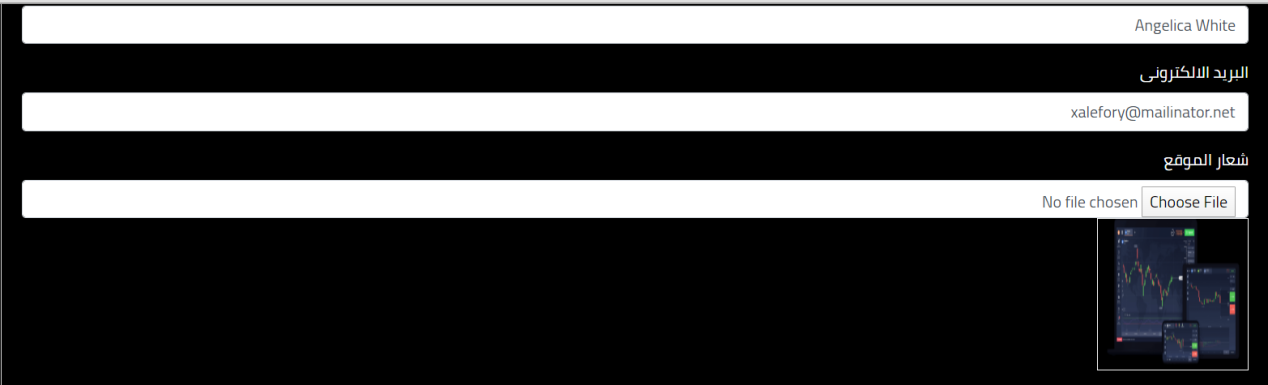 Angelica White
البريد الالكترونى
xalefory@mailinator.net
شعار الموقع
Choose File No file chosen